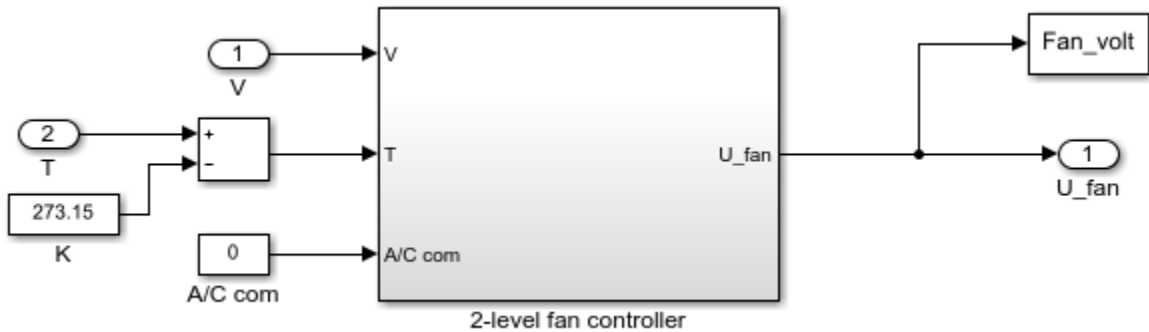 1
V
2
T
+
−
273.15
K
0
A/C com
V
T
A/C com
U_fan
2-level fan controller
Fan_volt
1
U_fan